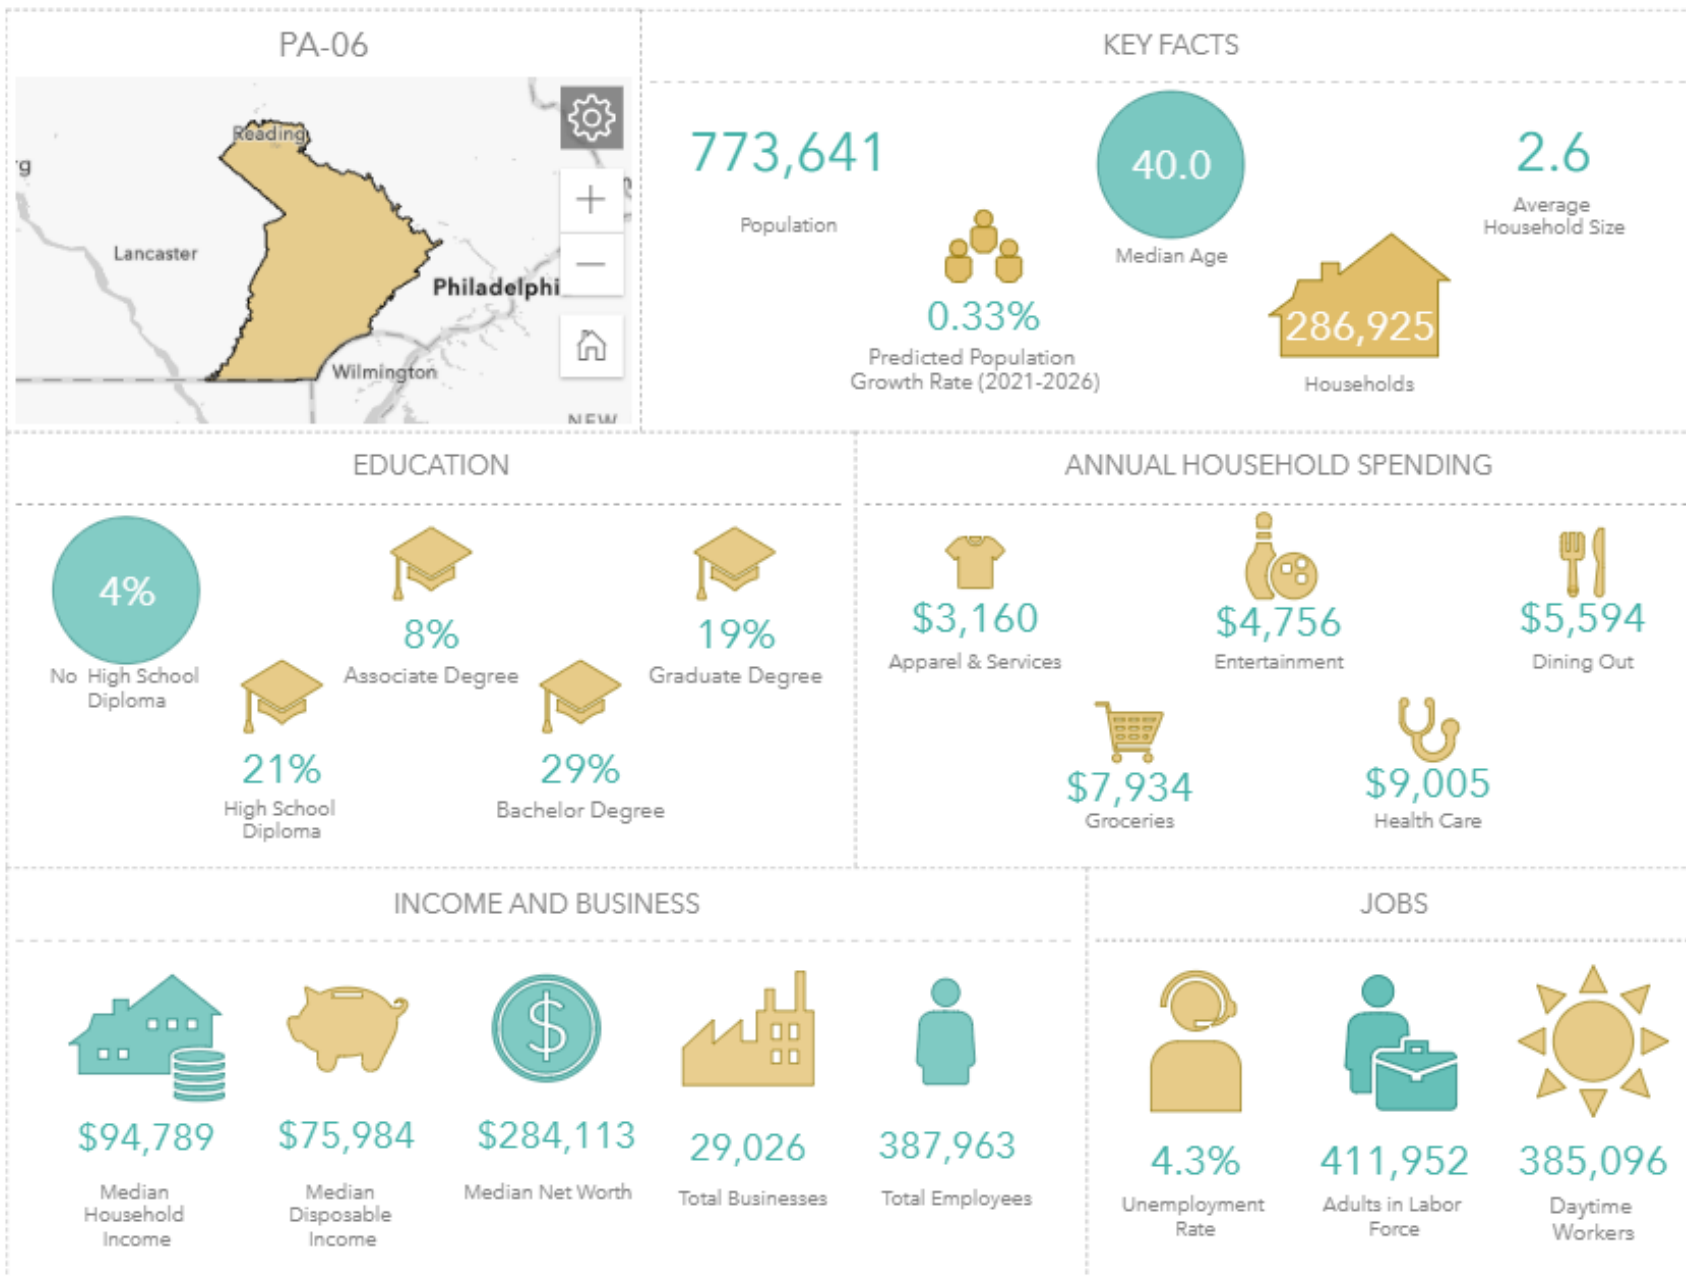 PA-06
Reading
rg
Lancaster
Philadelphi
Wilmington
NEW
KEY FACTS
773,641
Population
0.33%
Predicted Population
Growth Rate (2021-2026)
40.0
Median Age
286,925
Households
2.6
Average
Household Size
EDUCATION
4%
No High School
Diploma
21%
High School
Diploma
8%
Associate Degree
29%
Bachelor Degree
19%
Graduate Degree
ANNUAL HOUSEHOLD SPENDING
$3,160
Apparel & Services
$4,756
Entertainment
$5,594
Dining Out
$7,934
Groceries
$9,005
Health Care
INCOME AND BUSINESS
$94,789
Median
Household
Income
$75,984
Median
Disposable
Income
$
$284,113
Median Net Worth
29,026
Total Businesses
387,963
Total Employees
JOBS
4.3%
Unemployment
Rate
411,952
Adults in Labor
Force
385,096
Daytime
Workers